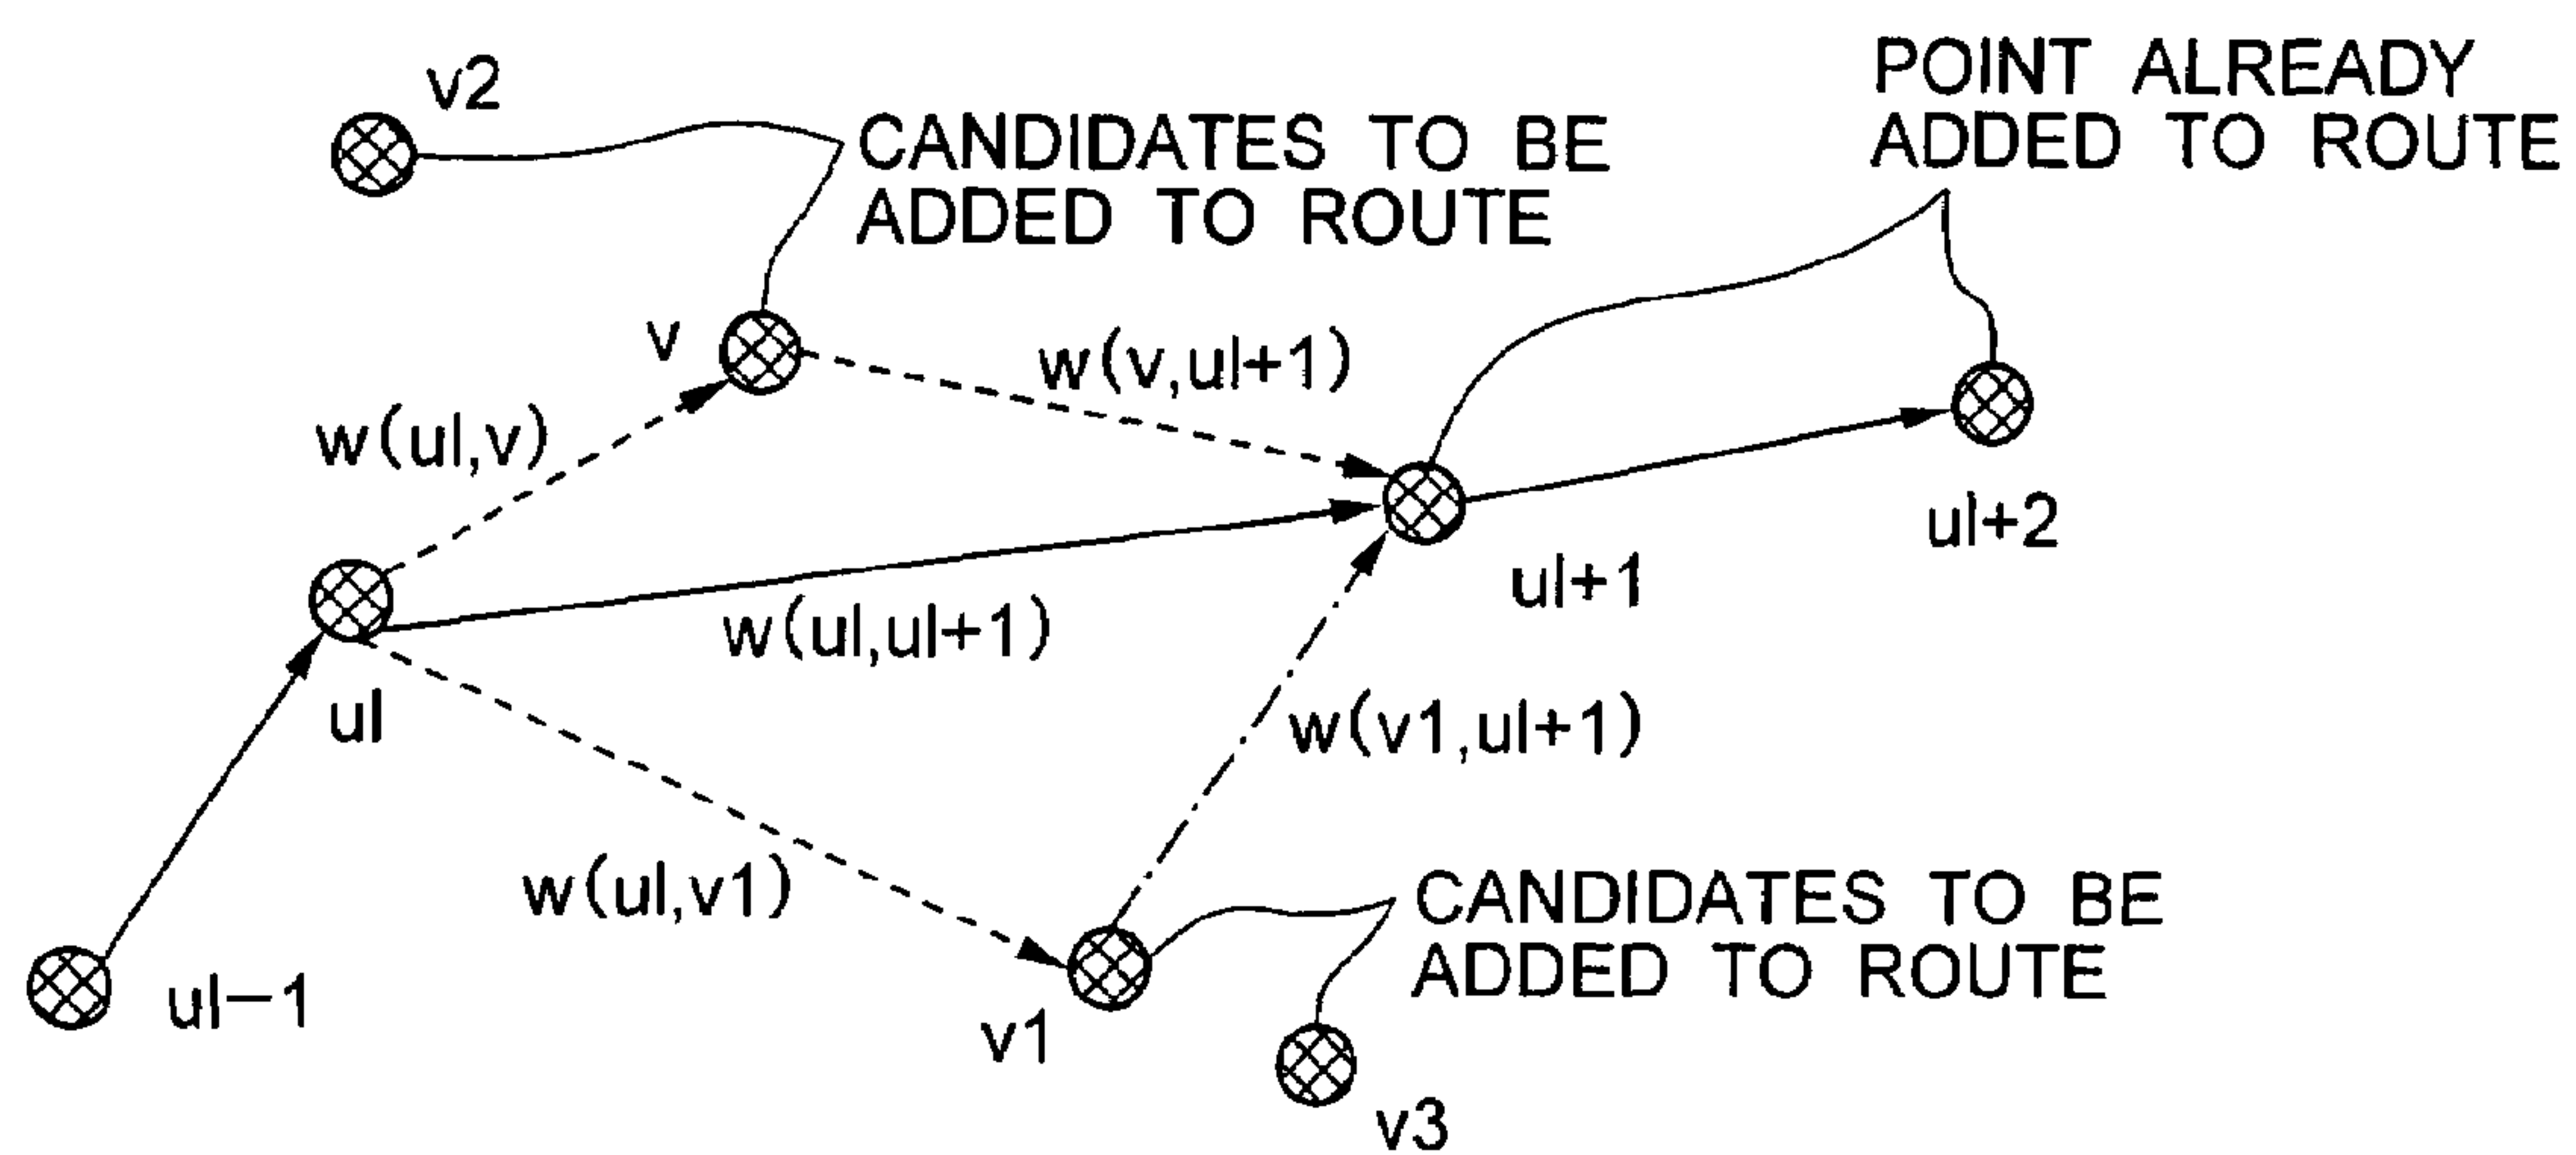 v2
CANDIDATES TO BE
ADDED TO ROUTE
POINT ALREADY
ADDED TO ROUTE
v
w(v,ul+1)
w(ul,v)
ul+2
ul+1
w(ul,ul+1)
ul
w(v1,ul+1)
w(ul,v1)
CANDIDATES TO BE
ADDED TO ROUTE
ul−1
v1
v3